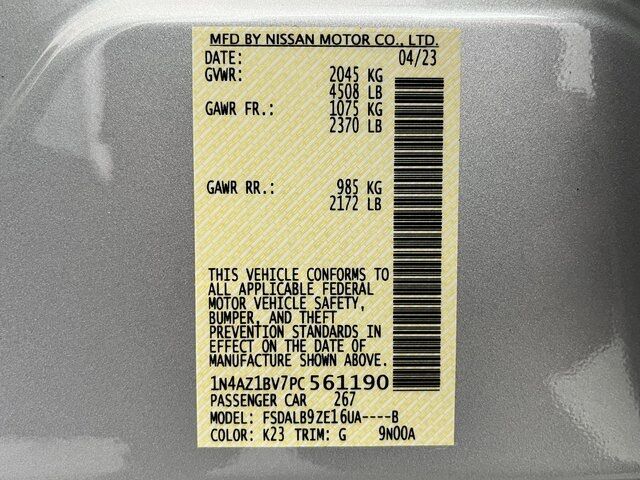 MFD BY NISSAN MOTOR CO., LTD.
DATE: 04/23
GVWR: 2045 KG
4508 LB
GAWR FR.: 1075 KG
2370 LB
GAWR RR.: 985 KG
2172 LB
THIS VEHICLE CONFORMS TO
ALL APPLICABLE FEDERAL
MOTOR VEHICLE SAFETY,
BUMPER, AND THEFT
PREVENTION STANDARDS IN
EFFECT ON THE DATE OF
MANUFACTURE SHOWN ABOVE.
1N4AZ1BV7PC 561190
PASSENGER CAR 267
MODEL: FSDALB9ZE16UA----B
COLOR: K23 TRIM: G 9N00A